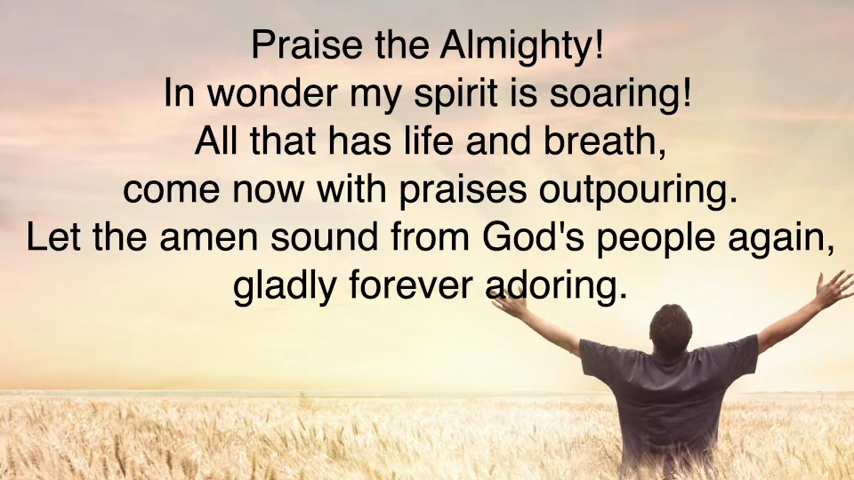 Praise the Almighty!
In wonder my spirit is soaring!
All that has life and breath,
come now with praises outpouring.
Let the amen sound from God's people again,
gladly forever adoring.